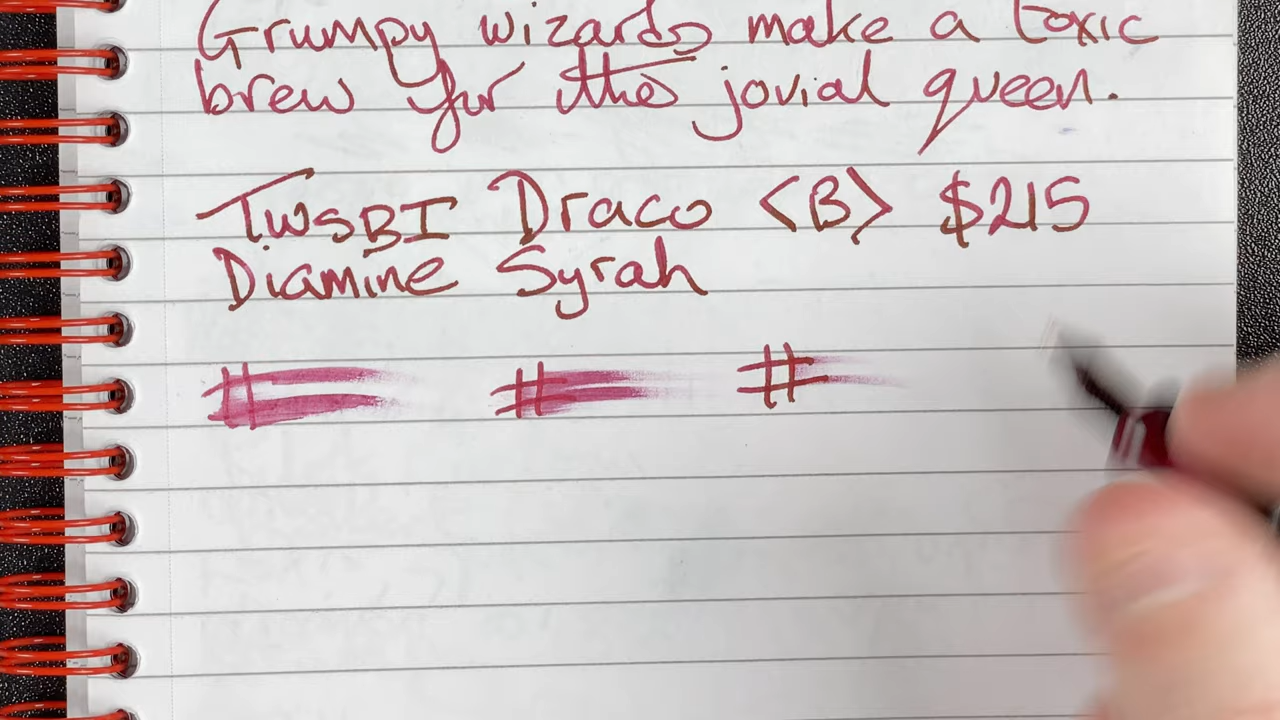 Grumpy wizards make a toxic
brew for the jovial queen.
TWSBI Draco <B> $215
Diamine Syrah
# # #